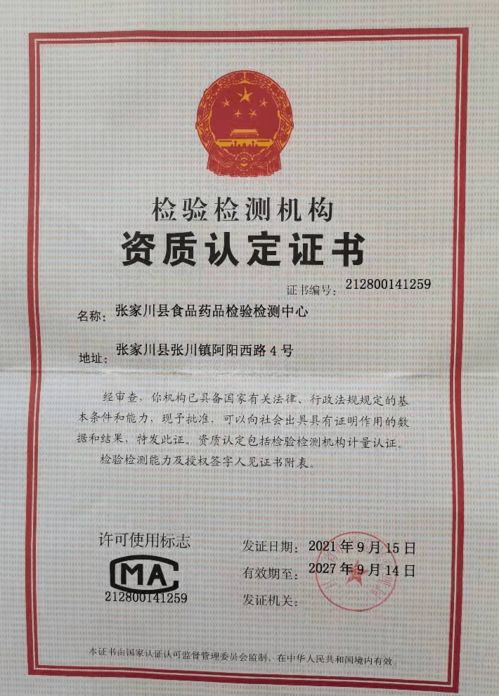 检验检测机构
资质认定证书
证书编号：212800141259
名称：张家川县食品药品检验检测中心
地址：张家川县张川镇阿阳西路4号
经审查，你机构已具备国家有关法律、行政法规规定的基
本条件和能力，现予批准，可以向社会出具具有证明作用的数
据和结果，特发此证。资质认定包括检验检测机构计量认证。
检验检测能力及授权签字人见证书附表。
许可使用标志
MA
212800141259
发证日期：2021年9月15日
有效期至：2027年9月14日
发证机关：
本证书由国家认证认可监督管理委员会监制，在中华人民共和国境内有效。